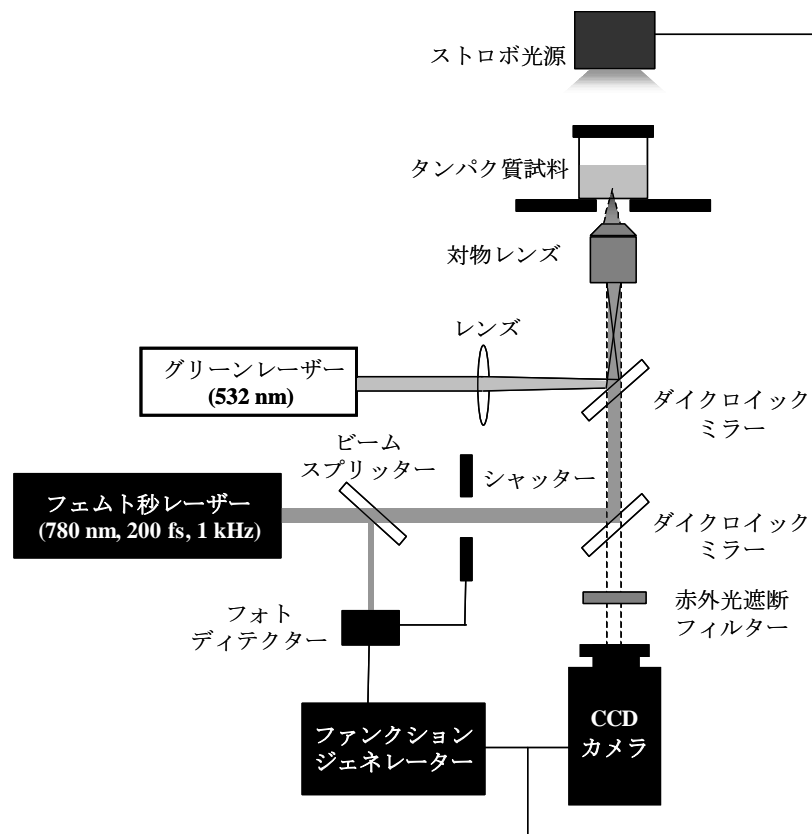 ストロボ光源
タンパク質試料
対物レンズ
レンズ
グリーンレーザー
(532 nm)
ダイクロイック
ミラー
ビーム
スプリッター
シャッター
フェムト秒レーザー
(780 nm, 200 fs, 1 kHz)
ダイクロイック
ミラー
赤外光遮断
フィルター
フォト
ディテクター
CCD
カメラ
ファンクション
ジェネレーター